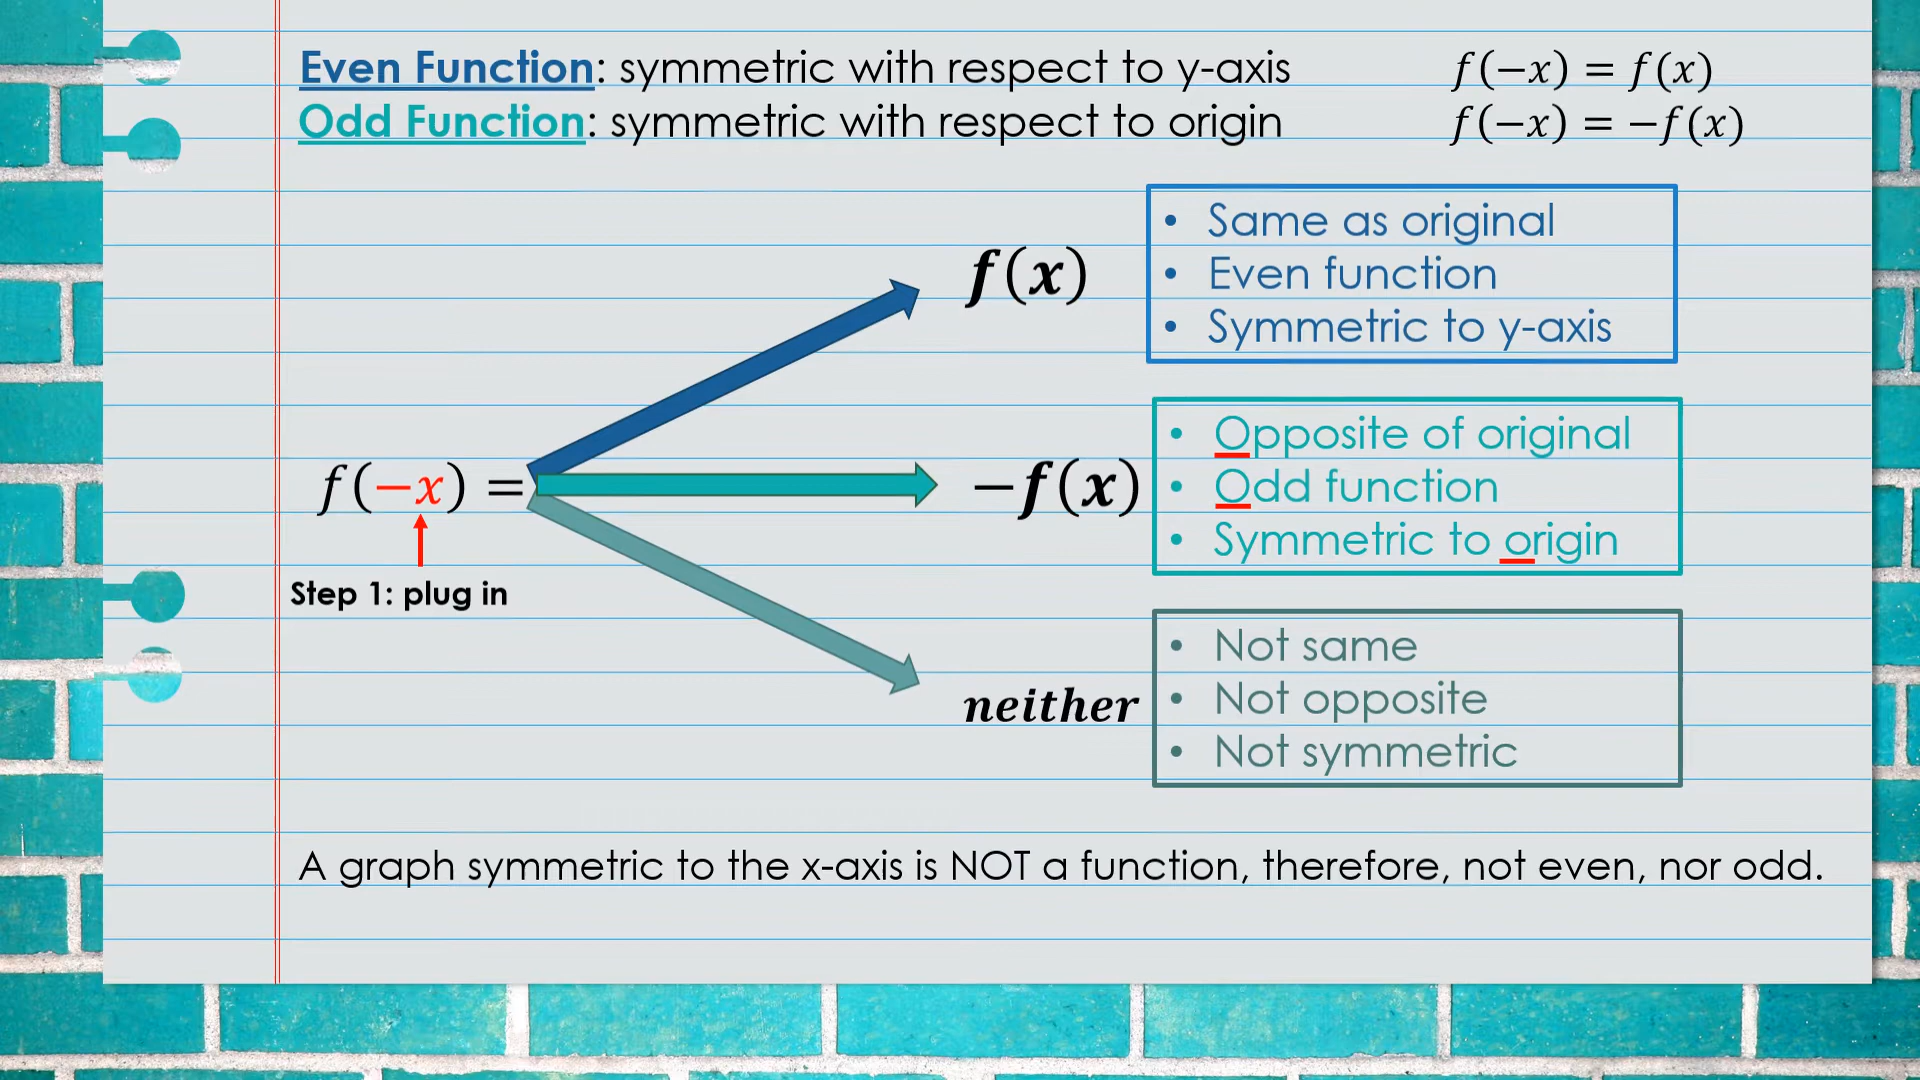 Even Function: symmetric with respect to y-axis f(−x) = f(x)
Odd Function: symmetric with respect to origin f(−x) = −f(x)
f(x)
• Same as original
• Even function
• Symmetric to y-axis
f(−x) =
Step 1: plug in
−f(x)
• Opposite of original
• Odd function
• Symmetric to origin
neither
• Not same
• Not opposite
• Not symmetric
A graph symmetric to the x-axis is NOT a function, therefore, not even, nor odd.